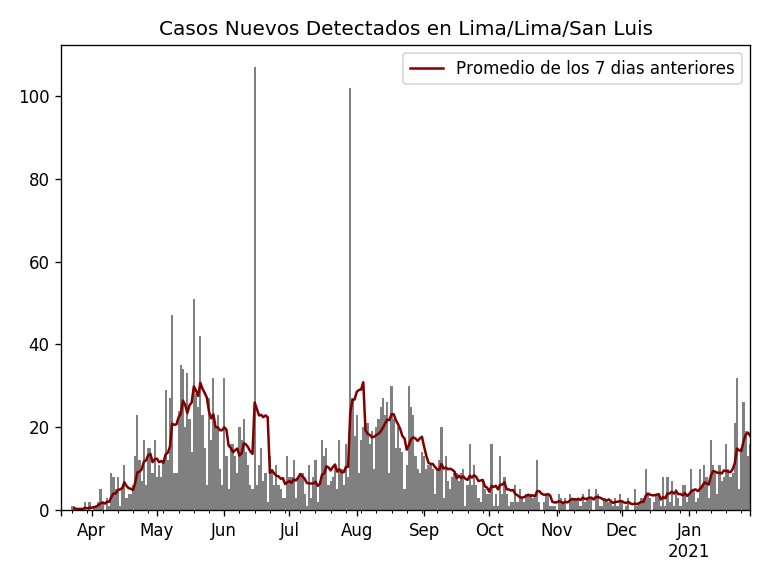 Casos Nuevos Detectados en Lima/Lima/San Luis
Promedio de los 7 dias anteriores
100
80
60
40
20
0
Apr May Jun Jul Aug Sep Oct Nov Dec Jan
2021